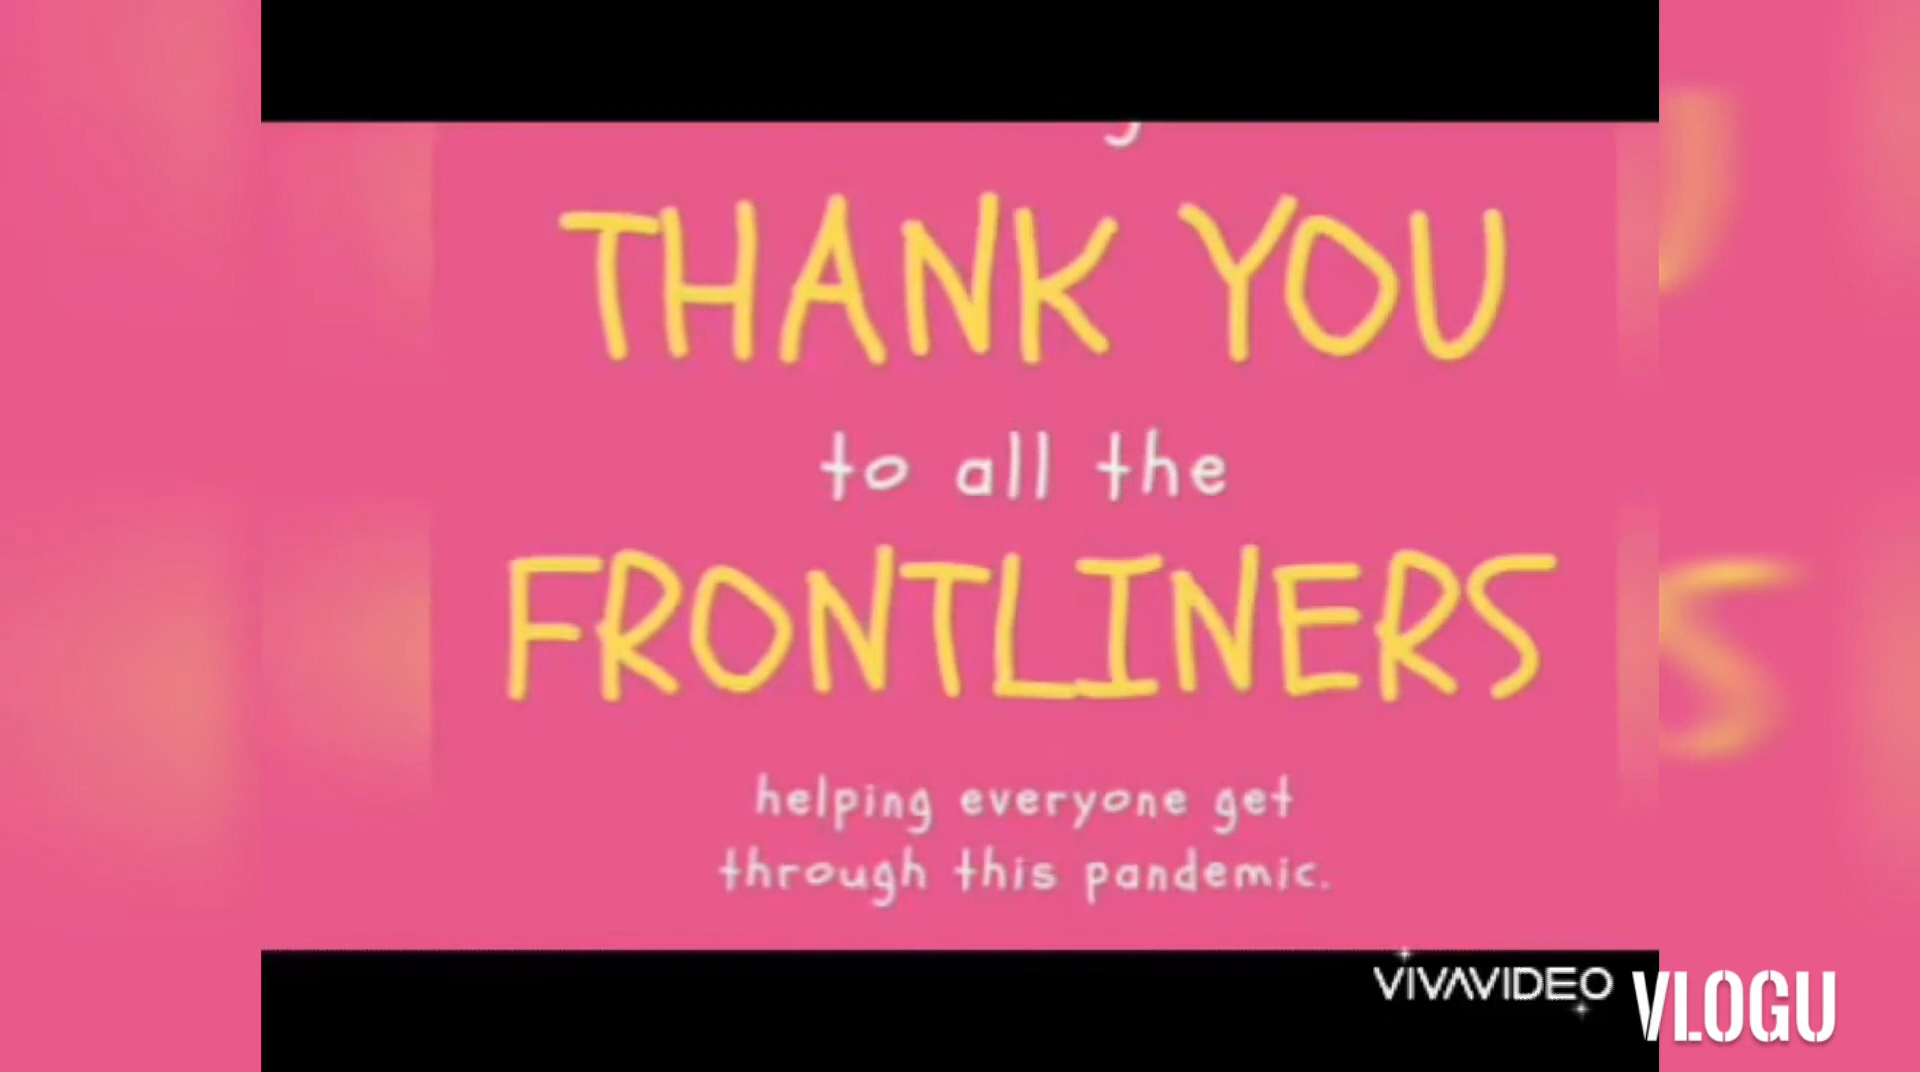 THANK YOU
to all the
FRONTLINERS
helping everyone get
through this pandemic.
VIVAVIDEO
VLOGU